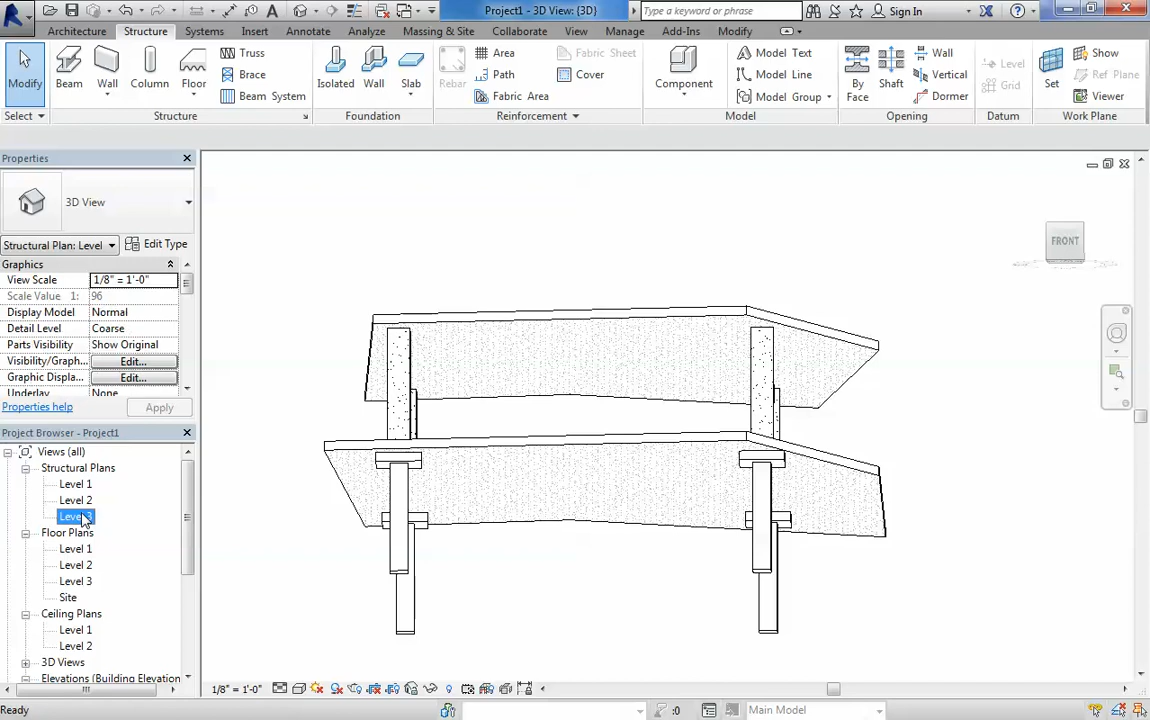 Project1 - 3D View: {3D}
Type a keyword or phrase
Sign In
Architecture Structure Systems Insert Annotate Analyze Massing & Site Collaborate View Manage Add-Ins Modify
Modify Beam Wall Column Floor
Truss
Brace
Beam System
Isolated Wall Slab
Rebar
Area
Path
Fabric Area
Fabric Sheet
Cover
Component
Model Text
Model Line
Model Group
By Face
Shaft
Wall
Vertical
Dormer
Level
Grid
Set
Show
Ref Plane
Viewer
Select Structure Foundation Reinforcement Model Opening Datum Work Plane
Properties
3D View
Structural Plan: Level
Edit Type
Graphics
View Scale 1/8" = 1'-0"
Scale Value 1: 96
Display Model Normal
Detail Level Coarse
Parts Visibility Show Original
Visibility/Graph... Edit...
Graphic Displa... Edit...
Underlay None
Properties help Apply
Project Browser - Project1
Views (all)
Structural Plans
Level 1
Level 2
Level 3
Floor Plans
Level 1
Level 2
Level 3
Site
Ceiling Plans
Level 1
Level 2
3D Views
Elevations (Building Elevation
FRONT
1/8" = 1'-0"
Ready
:0
Main Model